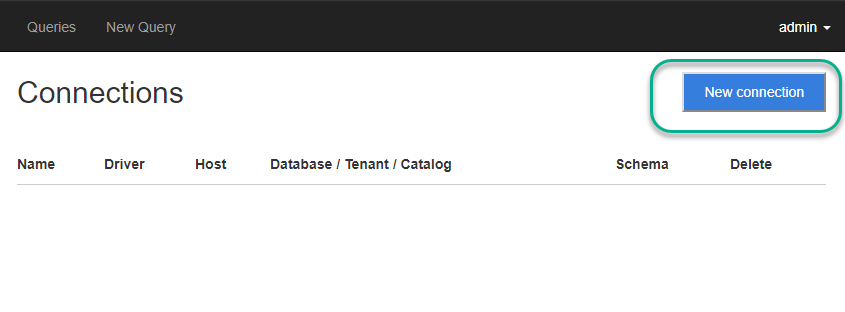 Queries New Query admin
Connections New connection
Name Driver Host Database / Tenant / Catalog Schema Delete